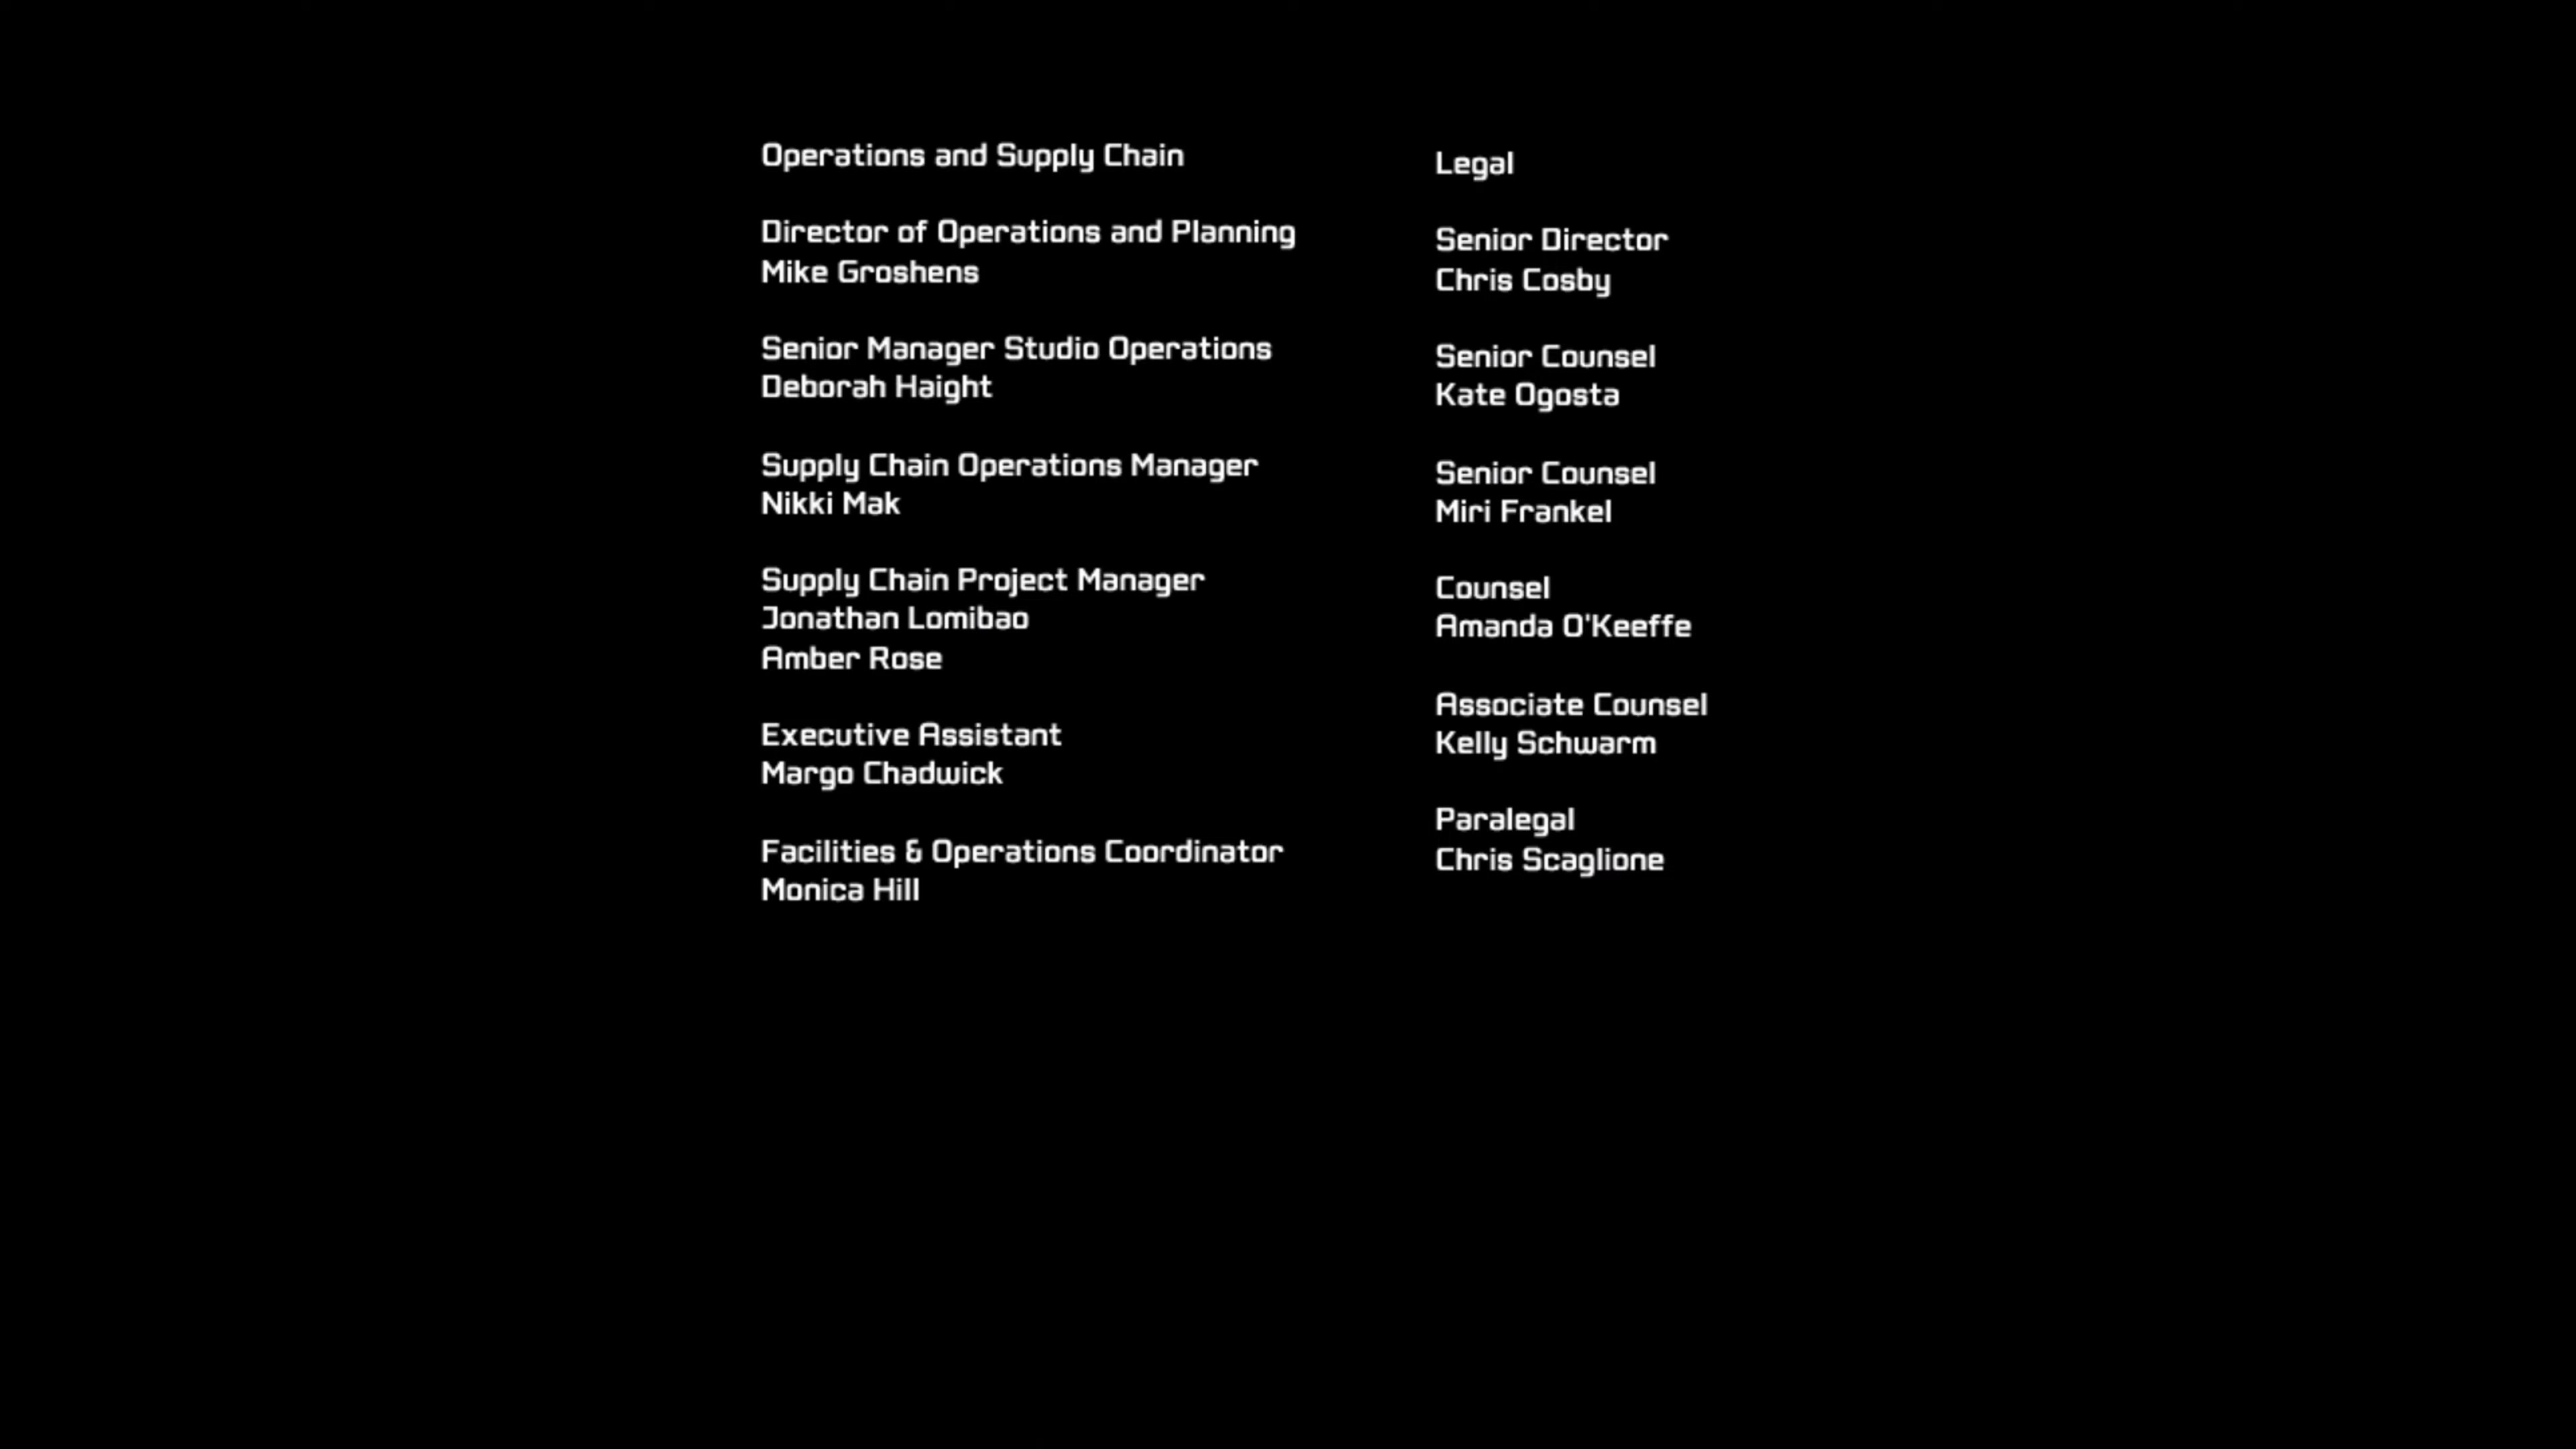 Operations and Supply Chain
Director of Operations and Planning
Mike Groshens
Senior Manager Studio Operations
Deborah Haight
Supply Chain Operations Manager
Nikki Mak
Supply Chain Project Manager
Jonathan Lomibao
Amber Rose
Executive Assistant
Margo Chadwick
Facilities & Operations Coordinator
Monica Hill
Legal
Senior Director
Chris Cosby
Senior Counsel
Kate Ogosta
Senior Counsel
Miri Frankel
Counsel
Amanda O'Keeffe
Associate Counsel
Kelly Schwarm
Paralegal
Chris Scaglione